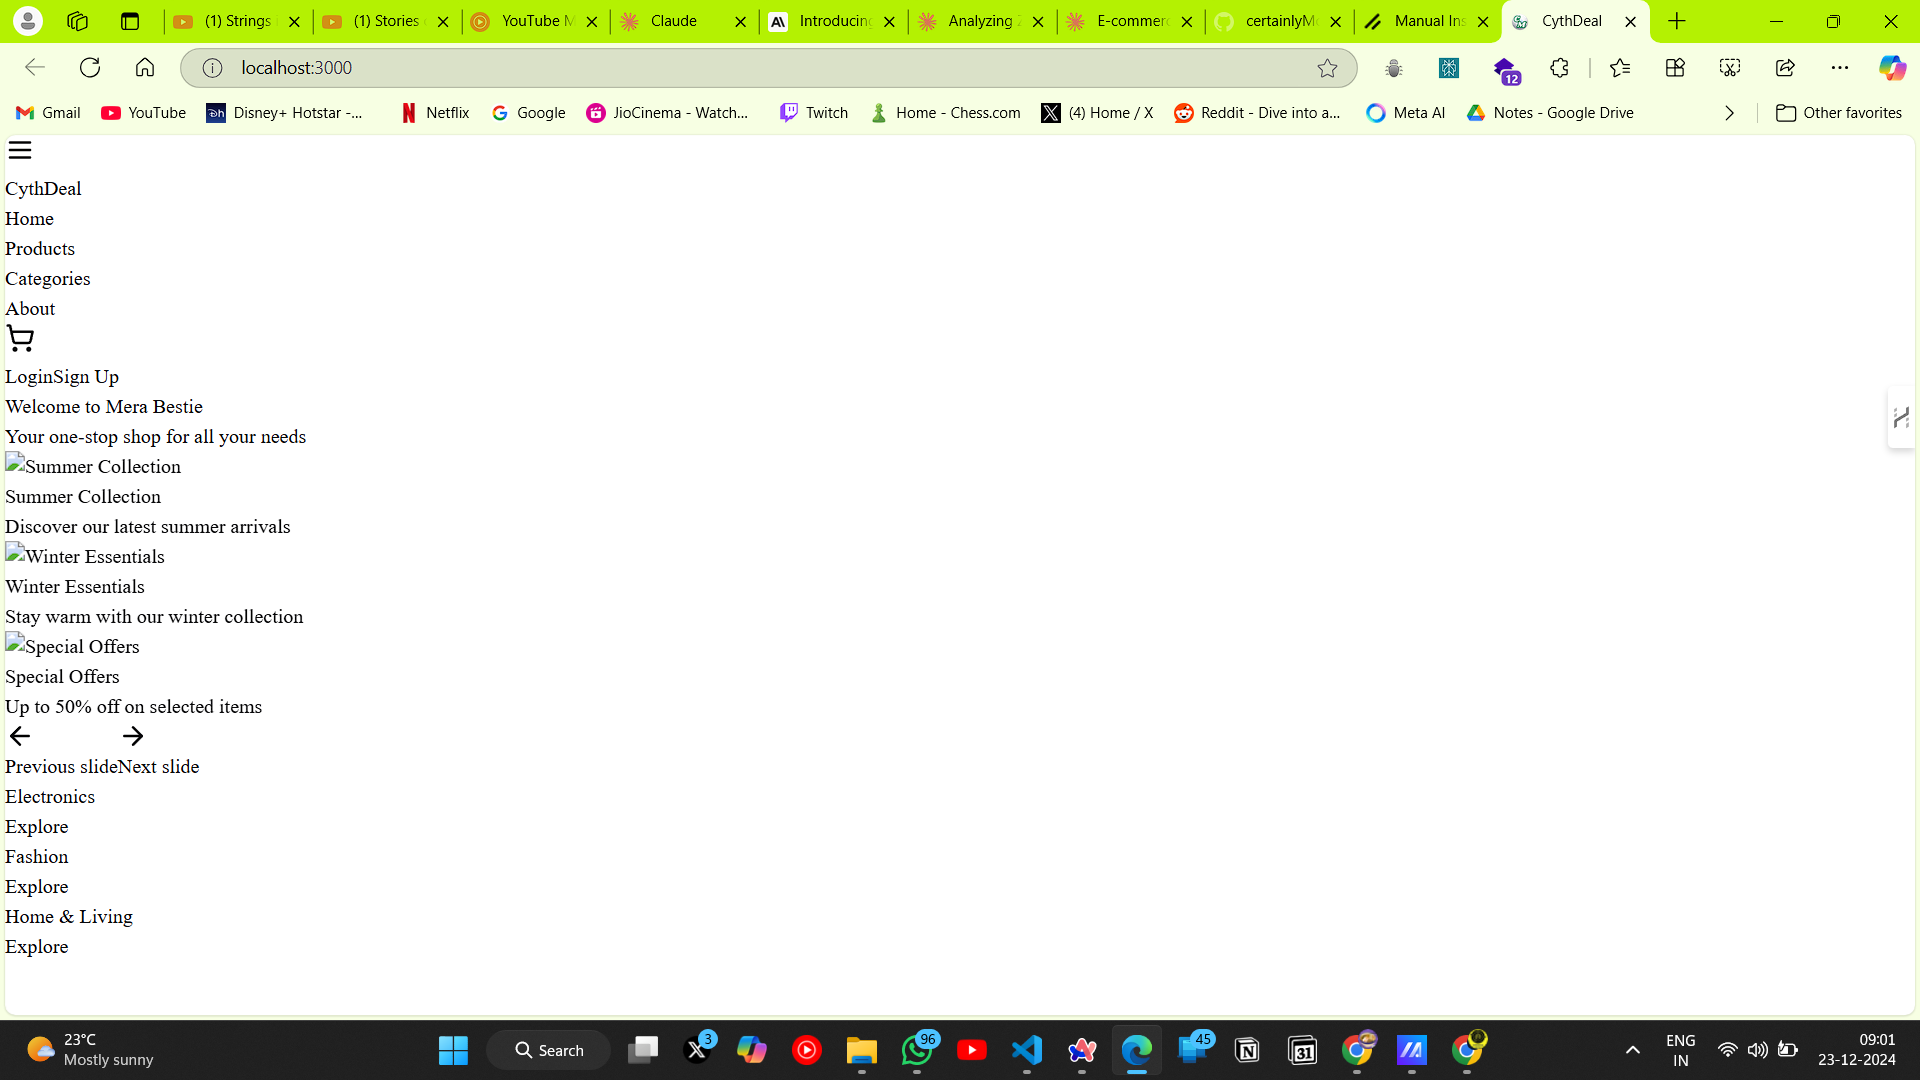 (1) Strings
(1) Stories
YouTube M
Claude
Introducing
Analyzing
E-commerc
certainlyMo
Manual Ins
CythDeal
localhost:3000
12
Gmail
YouTube
Disney+ Hotstar -...
Netflix
Google
JioCinema - Watch...
Twitch
Home - Chess.com
(4) Home / X
Reddit - Dive into a...
Meta AI
Notes - Google Drive
Other favorites
CythDeal
Home
Products
Categories
About
LoginSign Up
Welcome to Mera Bestie
Your one-stop shop for all your needs
Summer Collection
Summer Collection
Discover our latest summer arrivals
Winter Essentials
Winter Essentials
Stay warm with our winter collection
Special Offers
Special Offers
Up to 50% off on selected items
Previous slideNext slide
Electronics
Explore
Fashion
Explore
Home & Living
Explore
23°C
Mostly sunny
Search
3
96
45
31
ENG
IN
09:01
23-12-2024